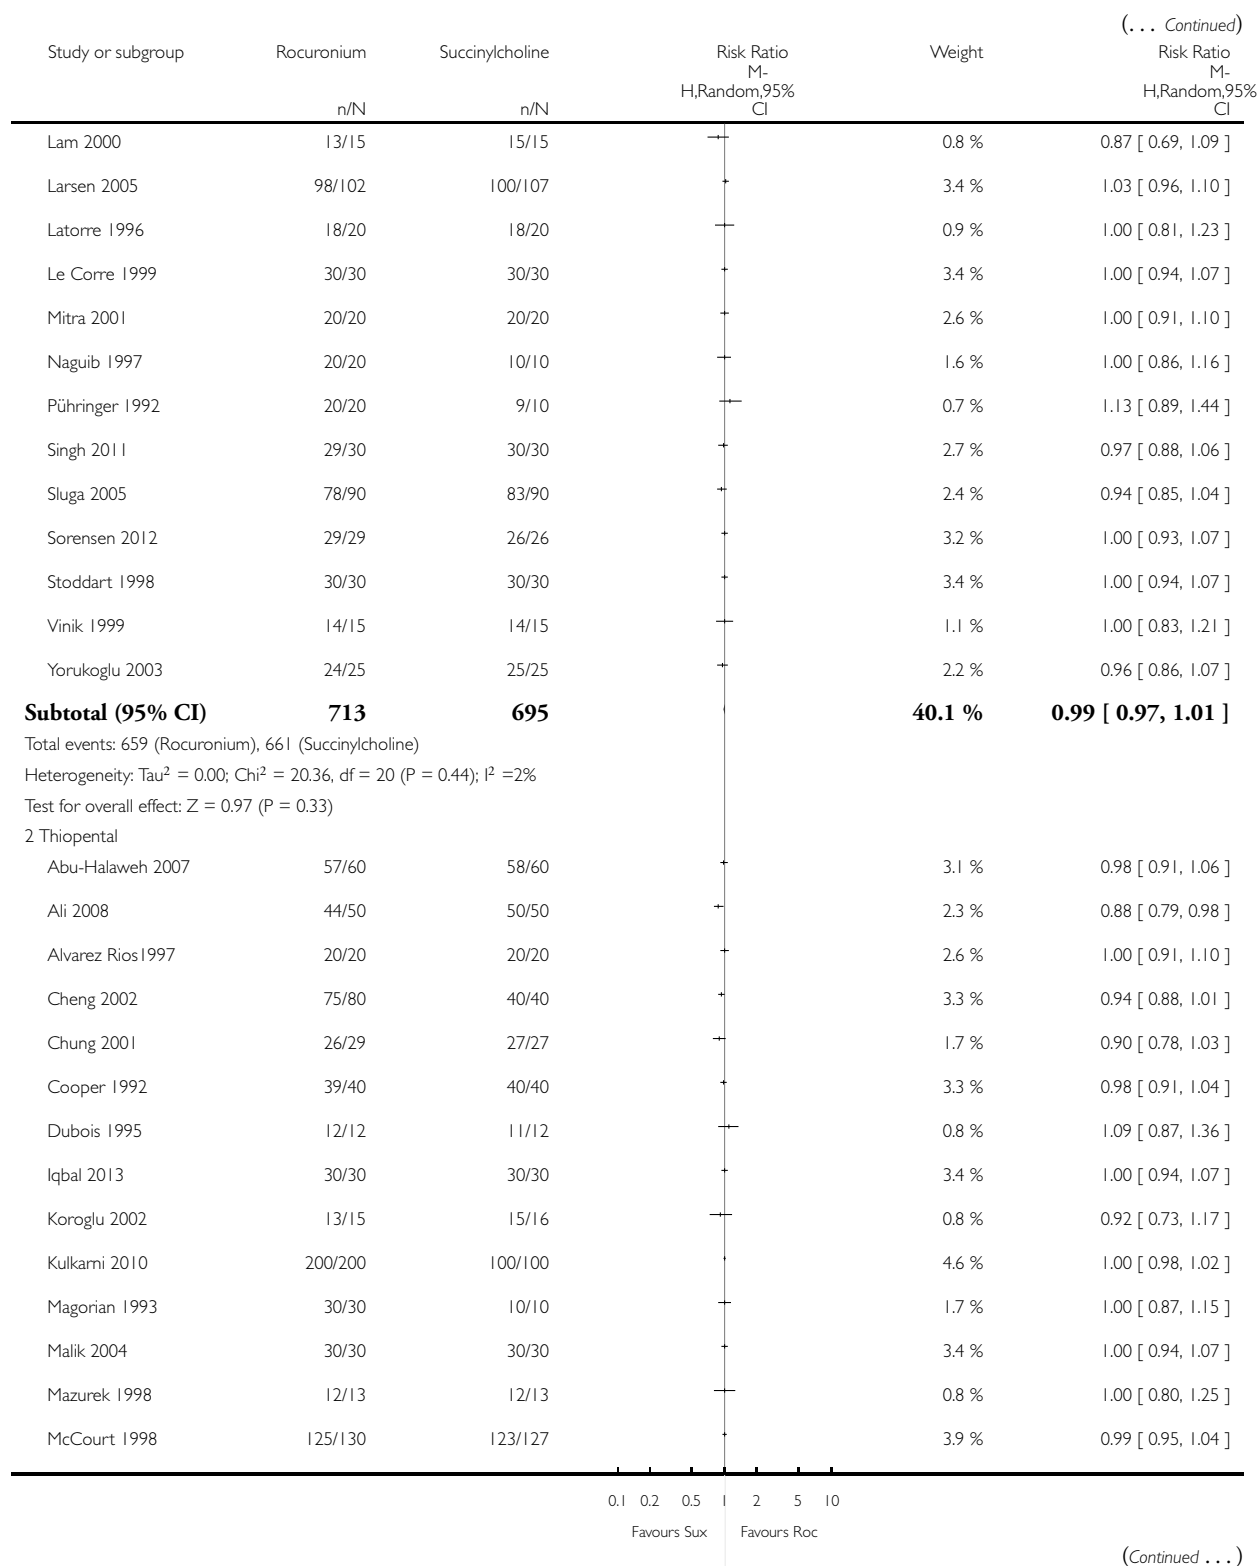 (... Continued)
Study or subgroup Rocuronium Succinylcholine Risk Ratio Weight Risk Ratio
M- M-
H,Random,95% H,Random,95%
n/N n/N CI CI
Lam 2000 13/15 15/15 0.8 % 0.87 [ 0.69, 1.09 ]
Larsen 2005 98/102 100/107 3.4 % 1.03 [ 0.96, 1.10 ]
Latorre 1996 18/20 18/20 0.9 % 1.00 [ 0.81, 1.23 ]
Le Corre 1999 30/30 30/30 3.4 % 1.00 [ 0.94, 1.07 ]
Mitra 2001 20/20 20/20 2.6 % 1.00 [ 0.91, 1.10 ]
Naguib 1997 20/20 10/10 1.6 % 1.00 [ 0.86, 1.16 ]
Pühringer 1992 20/20 9/10 0.7 % 1.13 [ 0.89, 1.44 ]
Singh 2011 29/30 30/30 2.7 % 0.97 [ 0.88, 1.06 ]
Sluga 2005 78/90 83/90 2.4 % 0.94 [ 0.85, 1.04 ]
Sorensen 2012 29/29 26/26 3.2 % 1.00 [ 0.93, 1.07 ]
Stoddart 1998 30/30 30/30 3.4 % 1.00 [ 0.94, 1.07 ]
Vinik 1999 14/15 14/15 1.1 % 1.00 [ 0.83, 1.21 ]
Yorukoglu 2003 24/25 25/25 2.2 % 0.96 [ 0.86, 1.07 ]
Subtotal (95% CI) 713 695 40.1 % 0.99 [ 0.97, 1.01 ]
Total events: 659 (Rocuronium), 661 (Succinylcholine)
Heterogeneity: Tau² = 0.00; Chi² = 20.36, df = 20 (P = 0.44); I² =2%
Test for overall effect: Z = 0.97 (P = 0.33)
2 Thiopental
Abu-Halaweh 2007 57/60 58/60 3.1 % 0.98 [ 0.91, 1.06 ]
Ali 2008 44/50 50/50 2.3 % 0.88 [ 0.79, 0.98 ]
Alvarez Rios1997 20/20 20/20 2.6 % 1.00 [ 0.91, 1.10 ]
Cheng 2002 75/80 40/40 3.3 % 0.94 [ 0.88, 1.01 ]
Chung 2001 26/29 27/27 1.7 % 0.90 [ 0.78, 1.03 ]
Cooper 1992 39/40 40/40 3.3 % 0.98 [ 0.91, 1.04 ]
Dubois 1995 12/12 11/12 0.8 % 1.09 [ 0.87, 1.36 ]
Iqbal 2013 30/30 30/30 3.4 % 1.00 [ 0.94, 1.07 ]
Koroglu 2002 13/15 15/16 0.8 % 0.92 [ 0.73, 1.17 ]
Kulkarni 2010 200/200 100/100 4.6 % 1.00 [ 0.98, 1.02 ]
Magorian 1993 30/30 10/10 1.7 % 1.00 [ 0.87, 1.15 ]
Malik 2004 30/30 30/30 3.4 % 1.00 [ 0.94, 1.07 ]
Mazurek 1998 12/13 12/13 0.8 % 1.00 [ 0.80, 1.25 ]
McCourt 1998 125/130 123/127 3.9 % 0.99 [ 0.95, 1.04 ]
0.1 0.2 0.5 1 2 5 10
Favours Sux Favours Roc
(Continued ...)